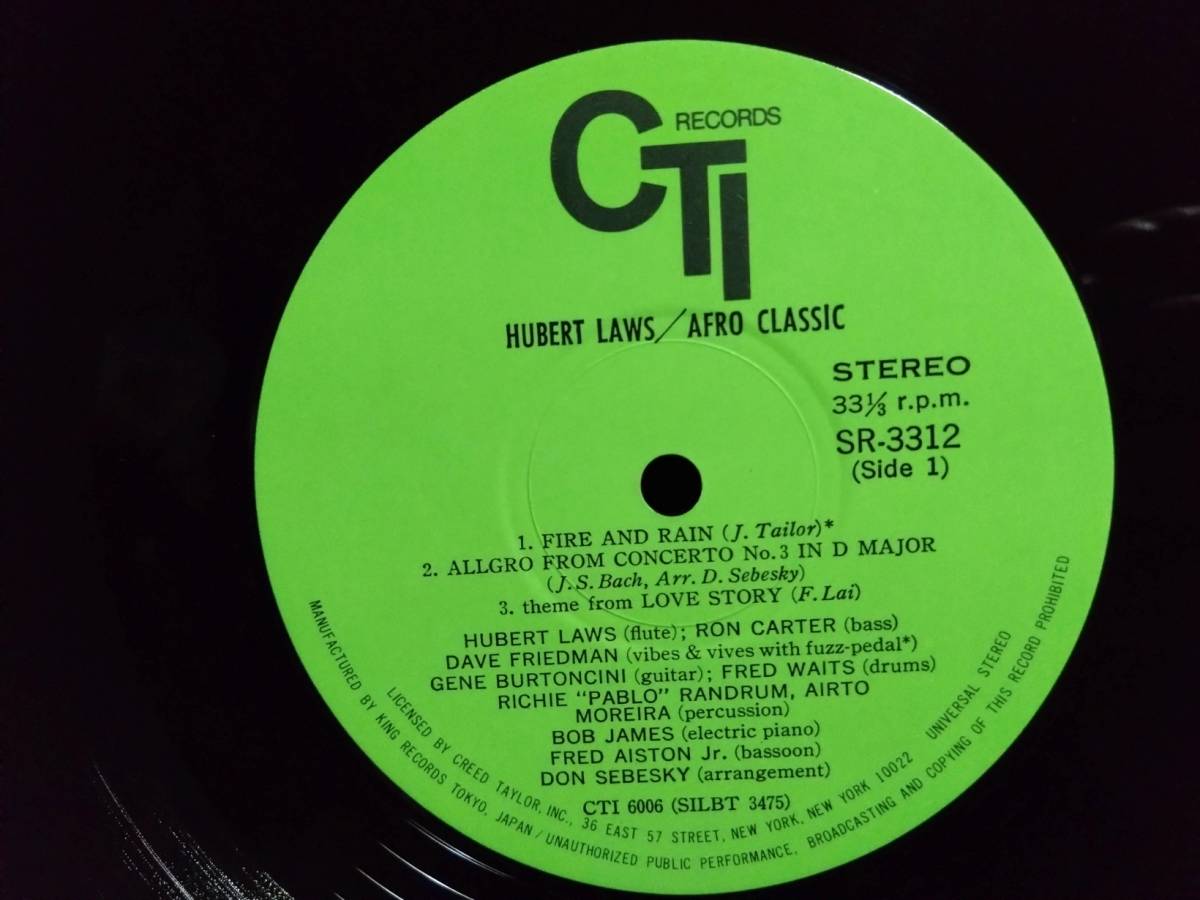 CTI RECORDS
HUBERT LAWS/AFRO CLASSIC
STEREO
33⅓ r.p.m.
SR-3312
(Side 1)
1. FIRE AND RAIN (J. Tailor)*
2. ALLGRO FROM CONCERTO No.3 IN D MAJOR
(J.S. Bach, Arr. D. Sebesky)
3. theme from LOVE STORY (F. Lai)
HUBERT LAWS (flute); RON CARTER (bass)
DAVE FRIEDMAN (vibes & vives with fuzz-pedal*)
GENE BURTONCINI (guitar); FRED WAITS (drums)
RICHIE "PABLO" RANDRUM, AIRTO
MOREIRA (percussion)
BOB JAMES (electric piano)
FRED AISTON Jr. (bassoon)
DON SEBESKY (arrangement)
CTI 6006 (SILBT 3475)
LICENSED BY CREED TAYLOR, INC., 36 EAST 57 STREET, NEW YORK, NEW YORK 10022 UNIVERSAL STEREO
MANUFACTURED BY KING RECORDS TOKYO, JAPAN/UNAUTHORIZED PUBLIC PERFORMANCE, BROADCASTING AND COPYING OF THIS RECORD PROHIBITED